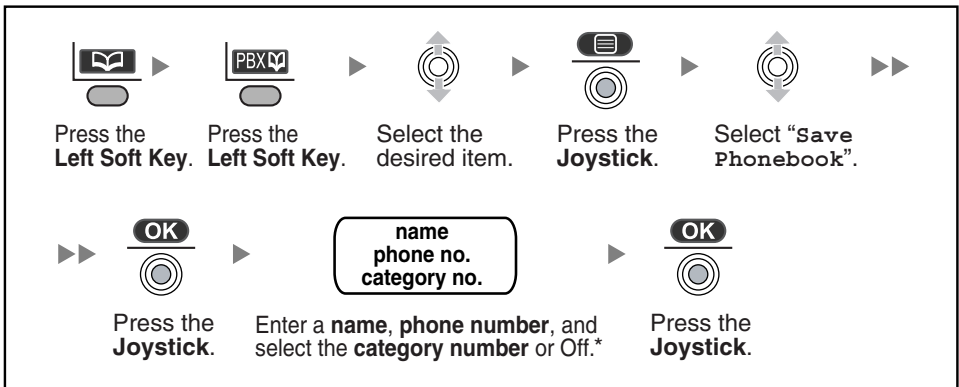 PBX
Press the Press the Select the Press the Select “Save
Left Soft Key. Left Soft Key. desired item. Joystick. Phonebook”.
OK name OK
phone no.
category no.
Press the Enter a name, phone number, and Press the
Joystick. select the category number or Off.* Joystick.